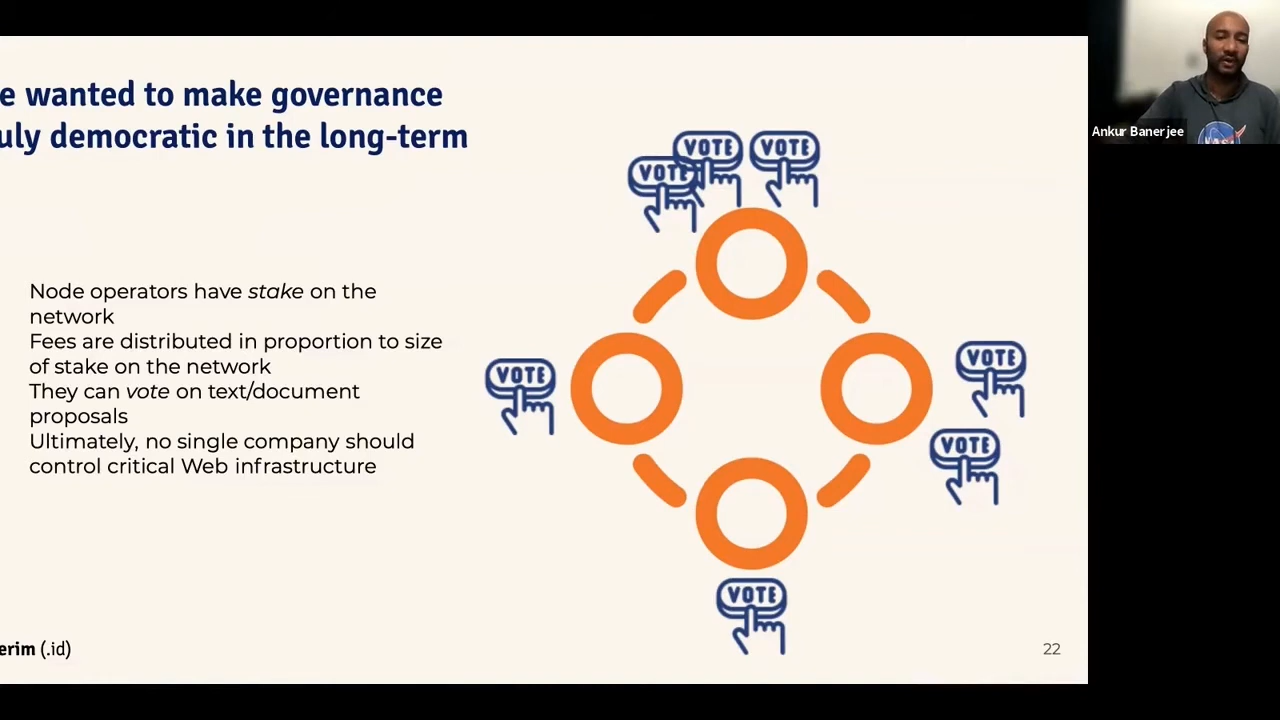 e wanted to make governance
uly democratic in the long-term
VOTE
VOTE
VOTE
Node operators have stake on the
network
Fees are distributed in proportion to size
of stake on the network
They can vote on text/document
proposals
Ultimately, no single company should
control critical Web infrastructure
VOTE
VOTE
VOTE
VOTE
erim (.id)
22
Ankur Banerjee